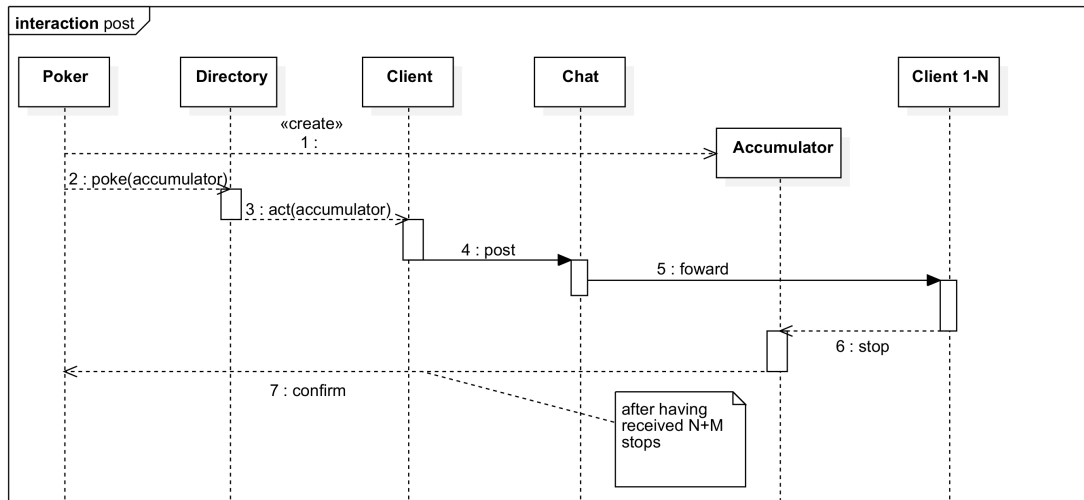 interaction post
Poker
Directory
Client
Chat
Client 1-N
«create»
1 :
Accumulator
2 : poke(accumulator)
3 : act(accumulator)
4 : post
5 : foward
6 : stop
7 : confirm
after having
received N+M
stops